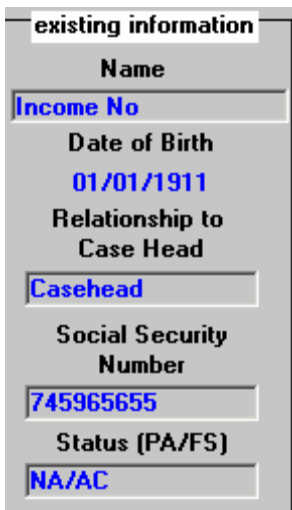 existing information
Name
Income No
Date of Birth
01/01/1911
Relationship to
Case Head
Casehead
Social Security
Number
745965655
Status (PA/FS)
NA/AC